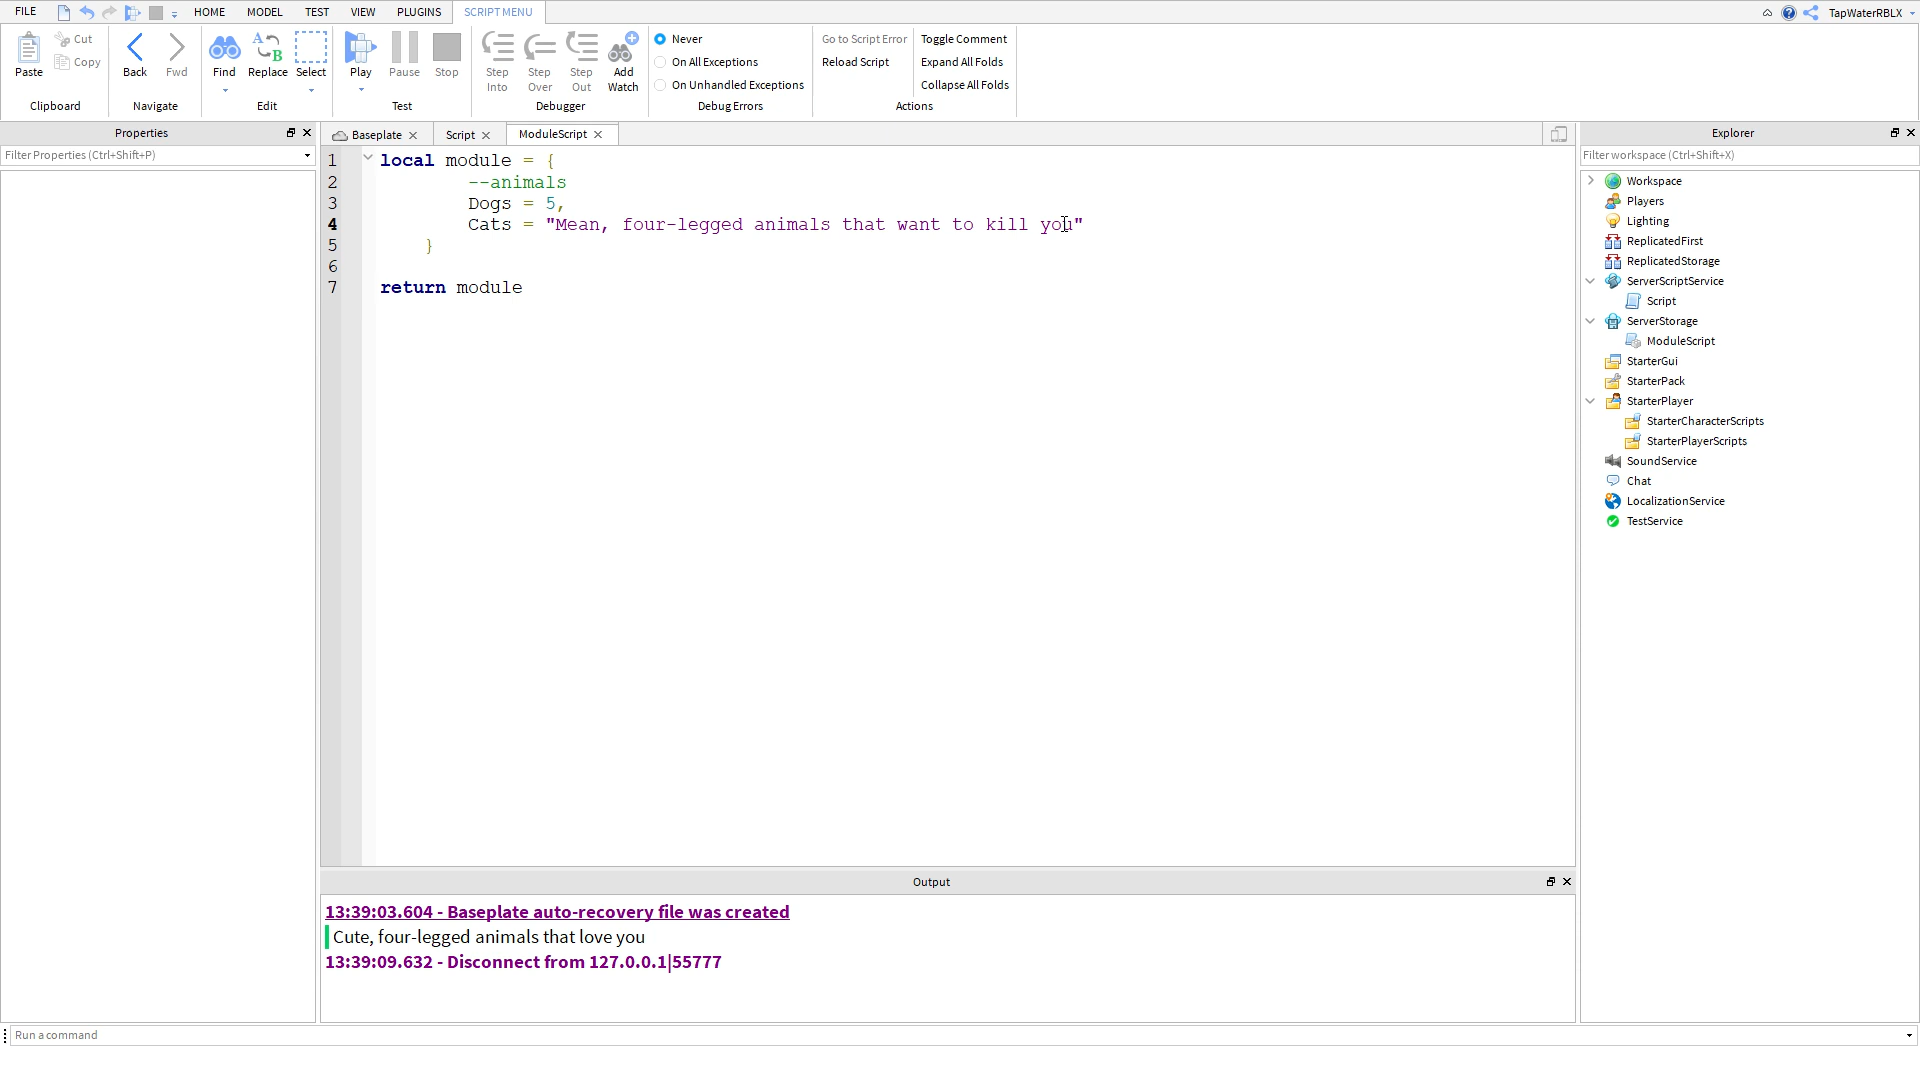 FILE HOME MODEL TEST VIEW PLUGINS SCRIPT MENU TapWaterRBLX
Paste Cut Copy
Clipboard
Back Fwd
Navigate
Find Replace Select
Edit
Play Pause Stop
Test
Step Into Step Over Step Out Add Watch
Debugger
Never
On All Exceptions
On Unhandled Exceptions
Debug Errors
Go to Script Error
Reload Script
Toggle Comment
Expand All Folds
Collapse All Folds
Actions
Properties
Filter Properties (Ctrl+Shift+P)
Baseplate Script ModuleScript
1 local module = {
2 --animals
3 Dogs = 5,
4 Cats = "Mean, four-legged animals that want to kill you"
5 }
6
7 return module
Output
13:39:03.604 - Baseplate auto-recovery file was created
Cute, four-legged animals that love you
13:39:09.632 - Disconnect from 127.0.0.1|55777
Run a command
Explorer
Filter workspace (Ctrl+Shift+X)
Workspace
Players
Lighting
ReplicatedFirst
ReplicatedStorage
ServerScriptService
Script
ServerStorage
ModuleScript
StarterGui
StarterPack
StarterPlayer
StarterCharacterScripts
StarterPlayerScripts
SoundService
Chat
LocalizationService
TestService